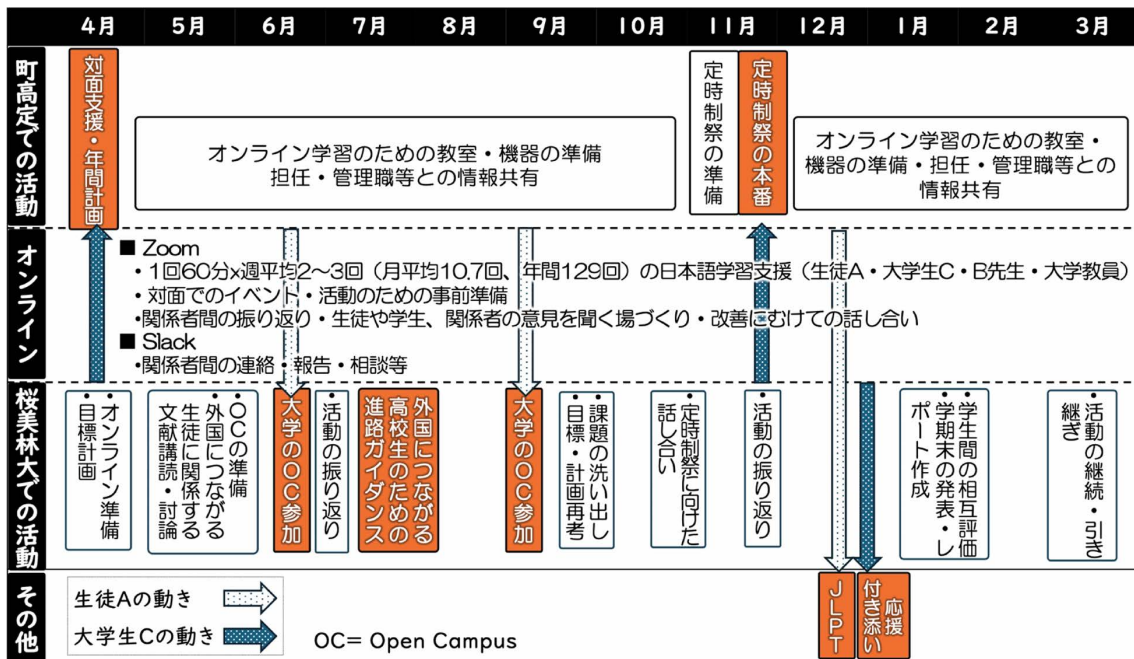 4月 5月 6月 7月 8月 9月 10月 11月 12月 1月 2月 3月
町高定での活動
対面支援・年間計画
オンライン学習のための教室・機器の準備
担任・管理職等との情報共有
定時制祭の準備
定時制祭の本番
オンライン学習のための教室・
機器の準備・担任・管理職等との
情報共有
オンライン
■ Zoom
・1回60分×週平均2〜3回（月平均10.7回、年間129回）の日本語学習支援（生徒A・大学生C・B先生・大学教員）
・対面でのイベント・活動のための事前準備
・関係者間の振り返り・生徒や学生、関係者の意見を聞く場づくり・改善にむけての話し合い
■ Slack
・関係者間の連絡・報告・相談等
桜美林大での活動
・オンライン準備
・目標計画
・OCの準備
・外国につながる
生徒に関係する
文献講読・討論
大学のOC参加
・活動の振り返り
外国につながる
高校生のための
進路ガイダンス
大学のOC参加
・課題の洗い出し
・目標・計画再考
・定時制祭に向けた
話し合い
・活動の振り返り
・学生間の相互評価
・学期末の発表・レ
ポート作成
・活動の継続・引き
継ぎ
その他
生徒Aの動き
大学生Cの動き
OC= Open Campus
JLPT
応援
付き添い